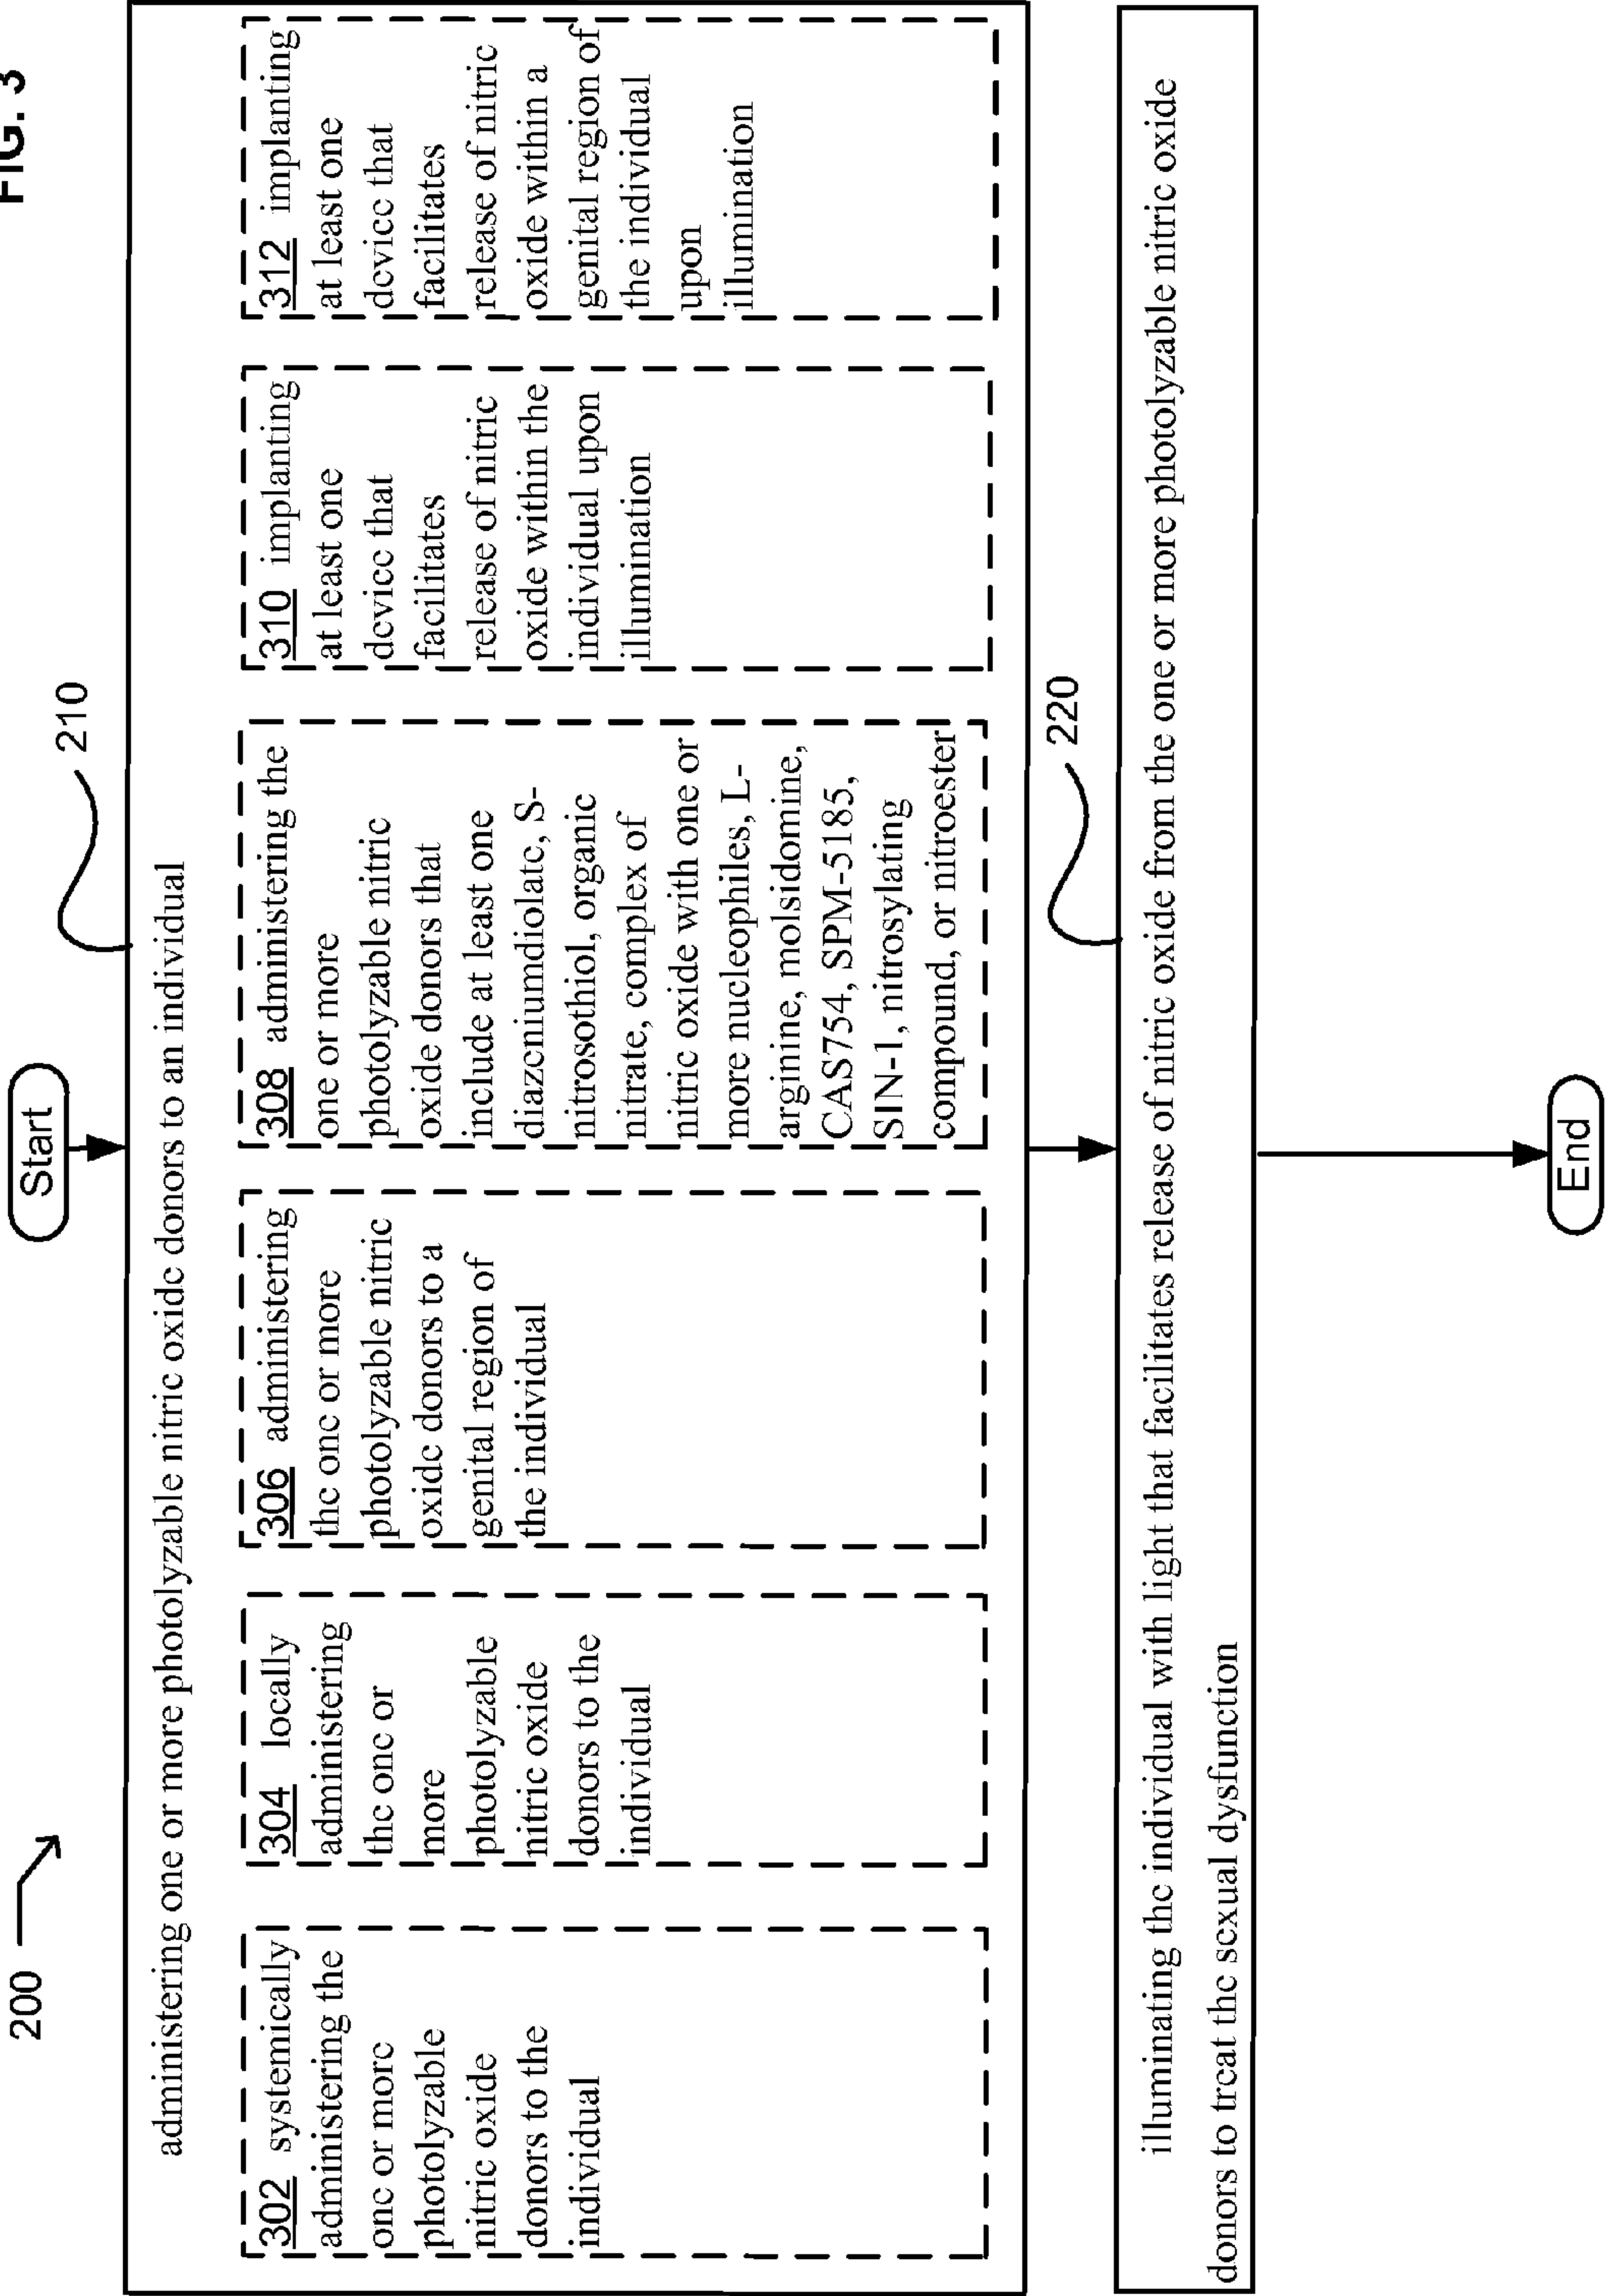 FIG. 3
200
Start
210
administering one or more photolyzable nitric oxide donors to an individual
302 systemically
administering the
one or more
photolyzable
nitric oxide
donors to the
individual
304 locally
administering
the one or
more
photolyzable
nitric oxide
donors to the
individual
306 administering
the one or more
photolyzable nitric
oxide donors to a
genital region of
the individual
308 administering the
one or more
photolyzable nitric
oxide donors that
include at least one
diazeniumdiolate, S-
nitrosothiol, organic
nitrate, complex of
nitric oxide with one or
more nucleophiles, L-
arginine, molsidomine,
CAS754, SPM-5185,
SIN-1, nitrosylating
compound, or nitroester
310 implanting
at least one
device that
facilitates
release of nitric
oxide within the
individual upon
illumination
312 implanting
at least one
device that
facilitates
release of nitric
oxide within a
genital region of
the individual
upon
illumination
220
illuminating the individual with light that facilitates release of nitric oxide from the one or more photolyzable nitric oxide
donors to treat the sexual dysfunction
End